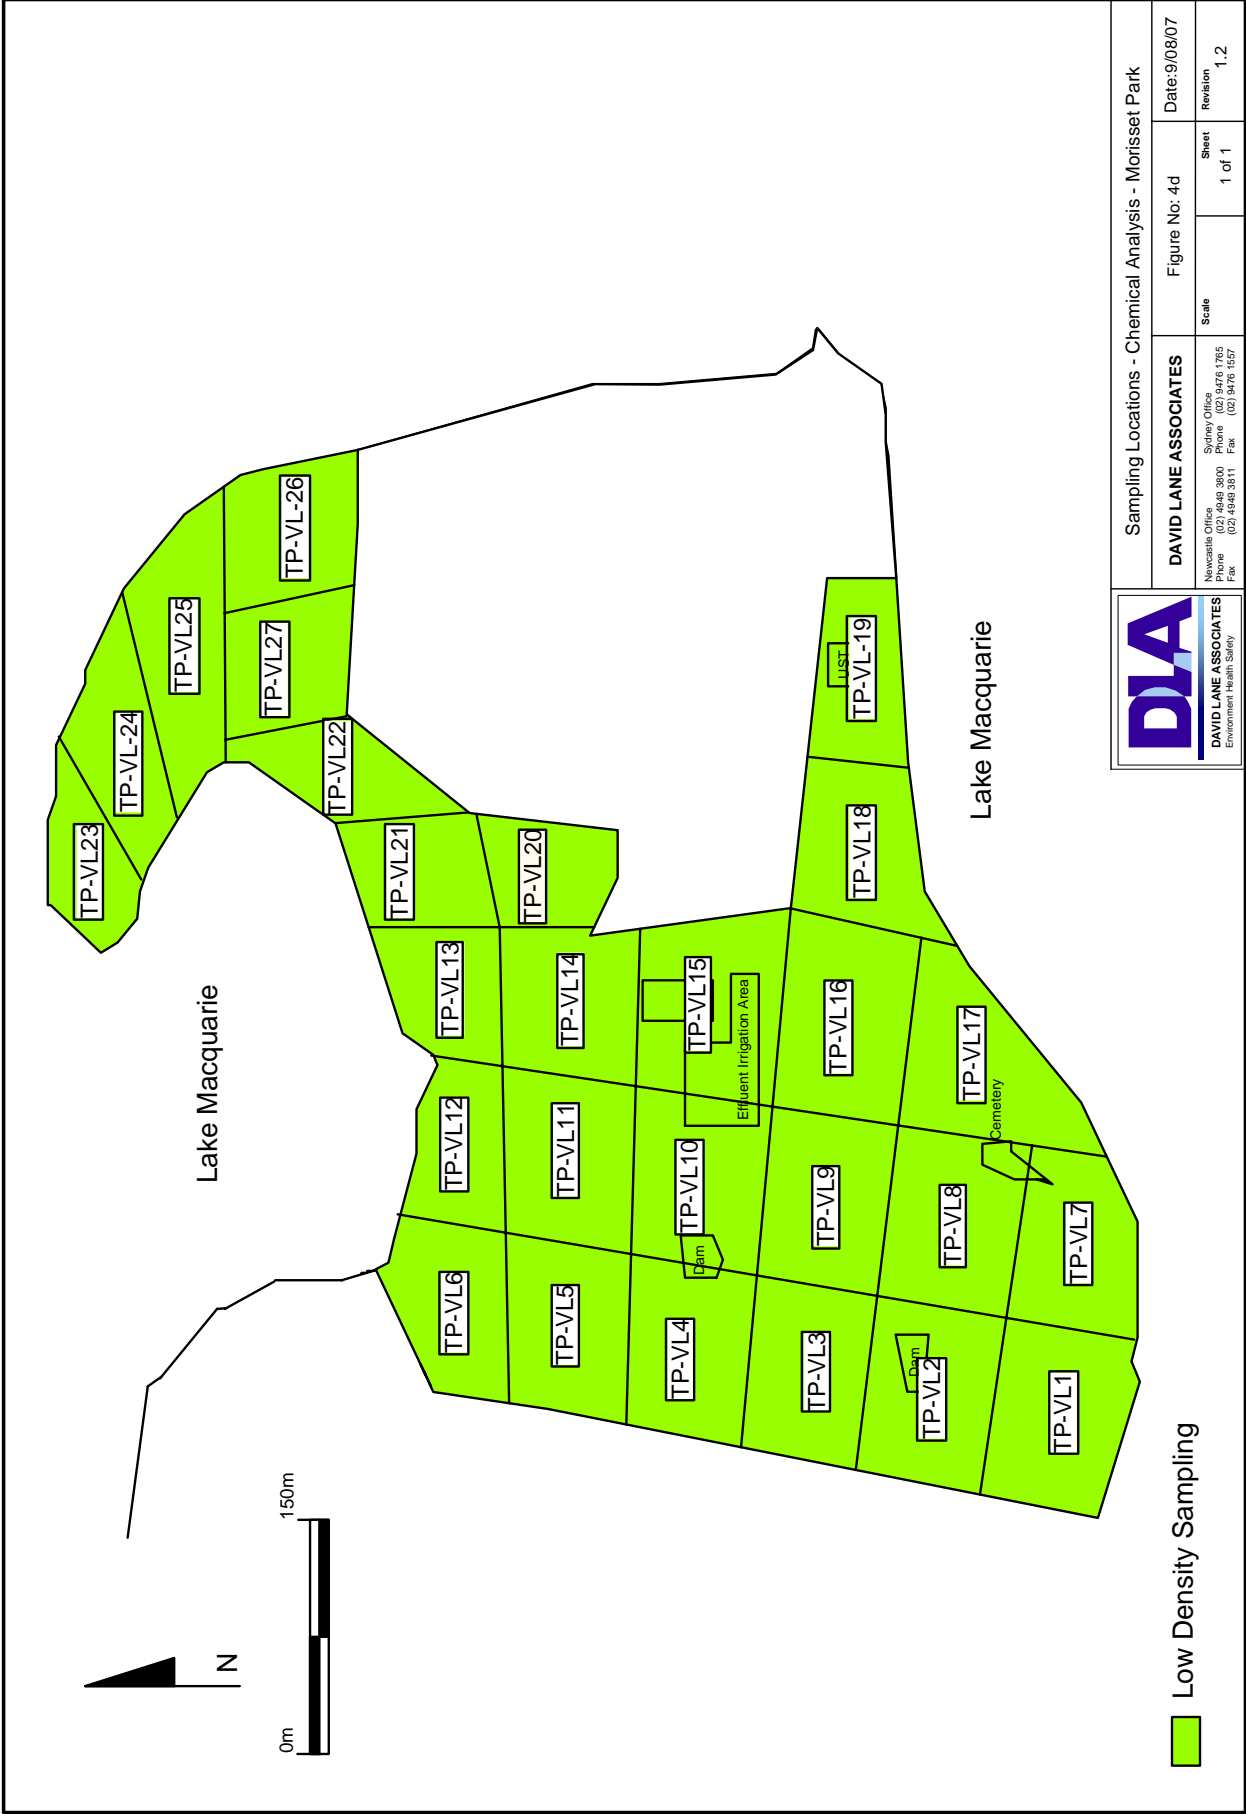 N
0m
150m
Lake Macquarie
TP-VL23
TP-VL-24
TP-VL25
TP-VL-26
TP-VL27
TP-VL22
TP-VL21
TP-VL20
TP-VL13
TP-VL14
TP-VL15
Effluent Irrigation Area
TP-VL12
TP-VL11
TP-VL10
Dam
TP-VL6
TP-VL5
TP-VL4
TP-VL3
TP-VL9
TP-VL16
TP-VL18
UST
TP-VL-19
Dam
TP-VL2
TP-VL8
TP-VL17
Cemetery
TP-VL1
TP-VL7
Lake Macquarie
Low Density Sampling
DLA
DAVID LANE ASSOCIATES
Environment Health Safety
Sampling Locations - Chemical Analysis - Morisset Park
DAVID LANE ASSOCIATES
Figure No: 4d
Date:9/08/07
Newcastle Office
Phone (02) 4949 3800
Fax (02) 4949 3811
Sydney Office
Phone (02) 9476 1765
Fax (02) 9476 1557
Scale
Sheet
1 of 1
Revision
1.2